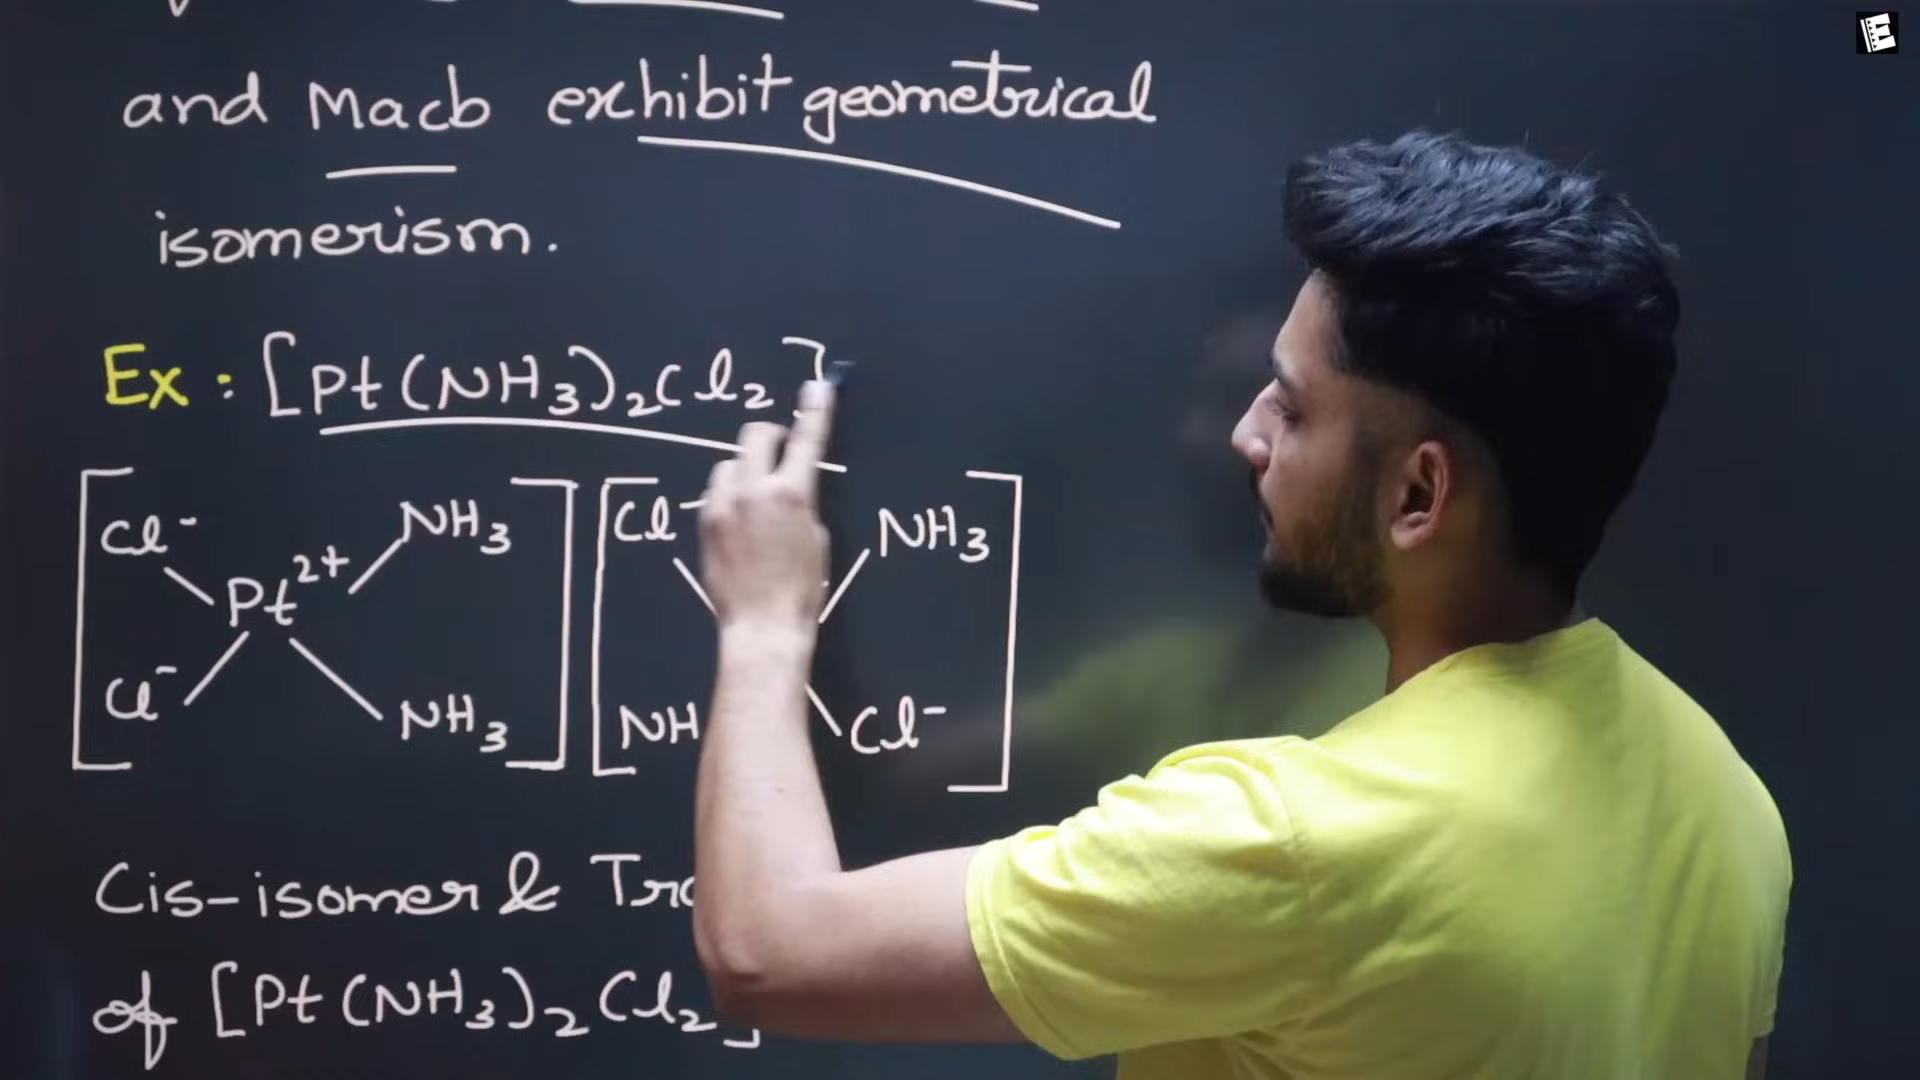 and Macb exhibit geometrical
isomerism.
Ex : [Pt(NH3)2Cl2]
Cl⁻ NH3 Cl⁻ NH3
Pt²⁺
Cl⁻ NH3 NH Cl⁻
Cis-isomer &
of [Pt(NH3)2Cl2]